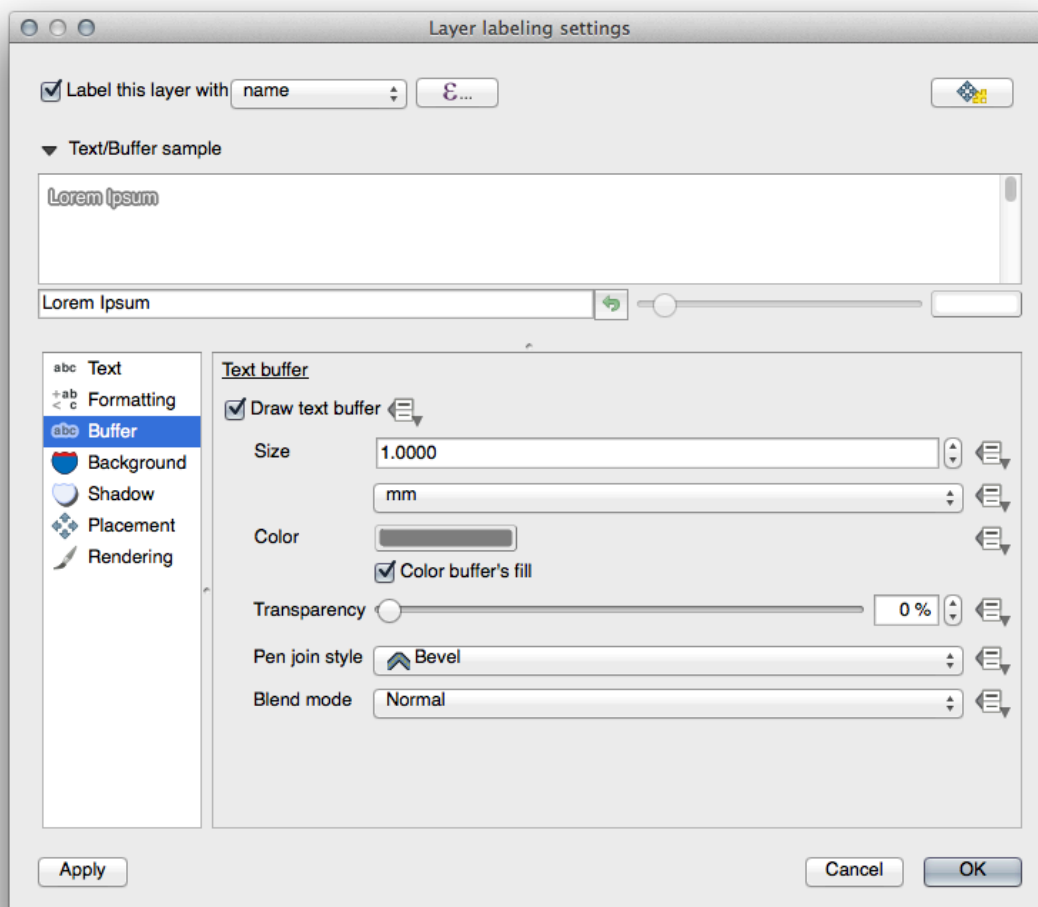 Layer labeling settings
Label this layer with name ε...
Text/Buffer sample
Lorem Ipsum
Lorem Ipsum
abc Text
+ab < c Formatting
abc Buffer
Background
Shadow
Placement
Rendering
Text buffer
Draw text buffer
Size 1.0000
mm
Color
Color buffer's fill
Transparency 0 %
Pen join style Bevel
Blend mode Normal
Apply Cancel OK